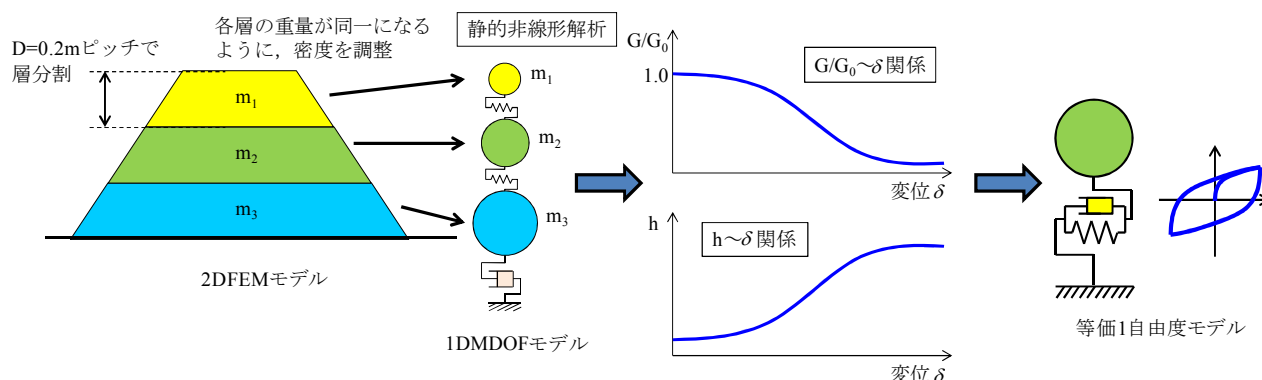 D=0.2mピッチで
層分割
各層の重量が同一になる
ように，密度を調整
m1
m2
m3
2DFEMモデル
静的非線形解析
m1
m2
m3
1DMDOFモデル
G/G0
1.0
G/G0～δ関係
変位δ
h
h～δ関係
変位δ
等価1自由度モデル